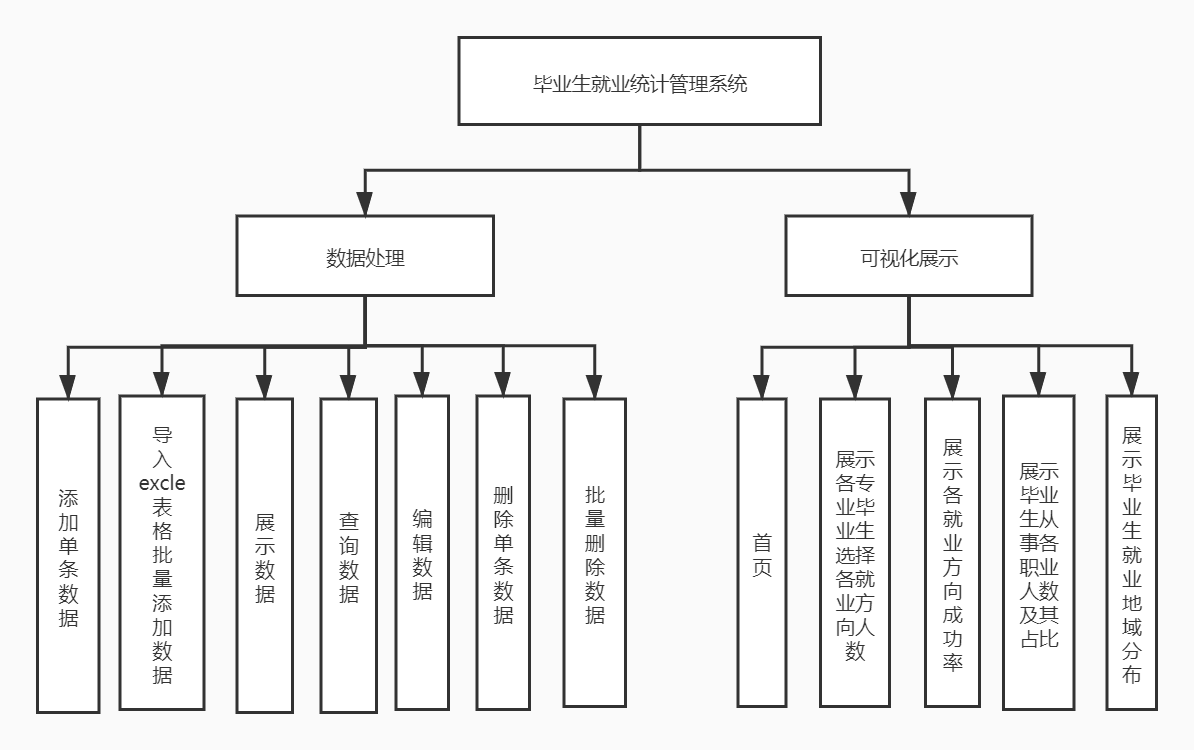 毕业生就业统计管理系统
数据处理
可视化展示
添加单条数据
导入excle表格批量添加数据
展示数据
查询数据
编辑数据
删除单条数据
批量删除数据
首页
展示各专业毕业生选择各就业方向人数
展示各就业方向成功率
展示毕业生从事各职业人数及其占比
展示毕业生就业地域分布